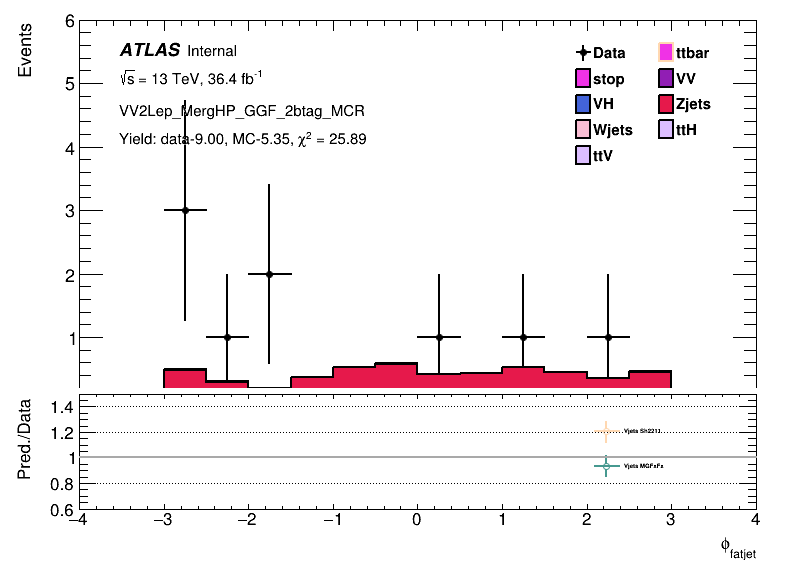 Events
6
5
4
3
2
1
ATLAS Internal
√s = 13 TeV, 36.4 fb⁻¹
VV2Lep_MergHP_GGF_2btag_MCR
Yield: data-9.00, MC-5.35, χ² = 25.89
Data
ttbar
stop
VV
VH
Zjets
Wjets
ttH
ttV
Pred./Data
1.4
1.2
1
0.8
0.6
Vjets Sh2211
Vjets MGFxFx
−4 −3 −2 −1 0 1 2 3 4
ϕfatjet